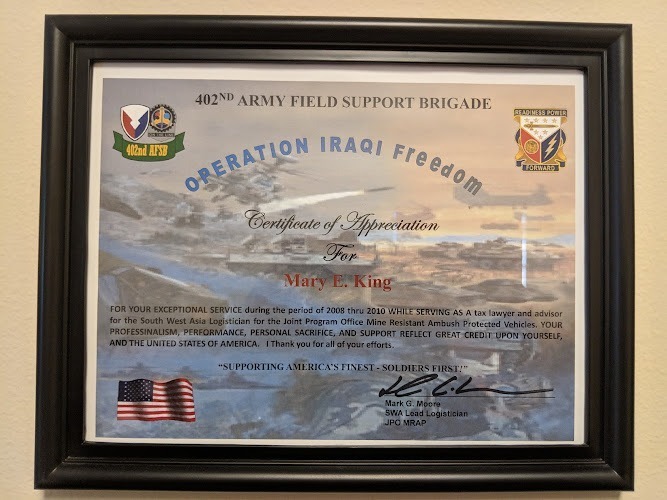 402ND ARMY FIELD SUPPORT BRIGADE
402nd AFSB
READINESS POWER
FORWARD
OPERATION IRAQI Freedom
Certificate of Appreciation
For
Mary E. King
FOR YOUR EXCEPTIONAL SERVICE during the period of 2008 thru 2010 WHILE SERVING AS A tax lawyer and advisor
for the South West Asia Logistician for the Joint Program Office Mine Resistant Ambush Protected Vehicles. YOUR
PROFESSINALISM, PERFORMANCE, PERSONAL SACRIFICE, AND SUPPORT REFLECT GREAT CREDIT UPON YOURSELF,
AND THE UNITED STATES OF AMERICA. I Thank you for all of your efforts.
"SUPPORTING AMERICA'S FINEST - SOLDIERS FIRST!"
Mark G. Moore
SWA Lead Logistician
JPO MRAP